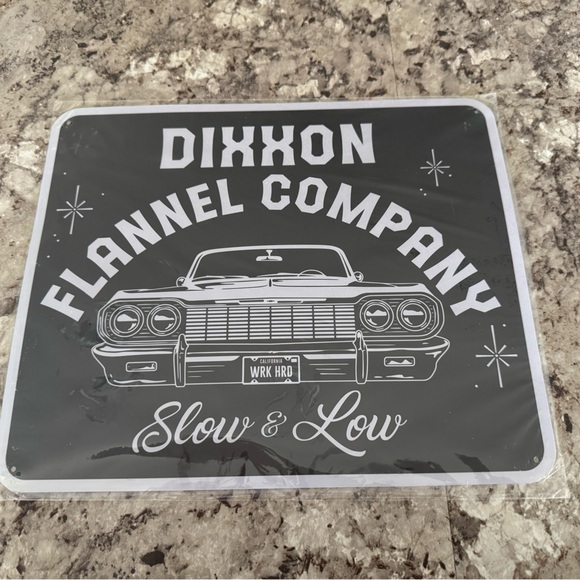 DIXXON
FLANNEL COMPANY
CALIFORNIA
WRK HRD
Slow & Low